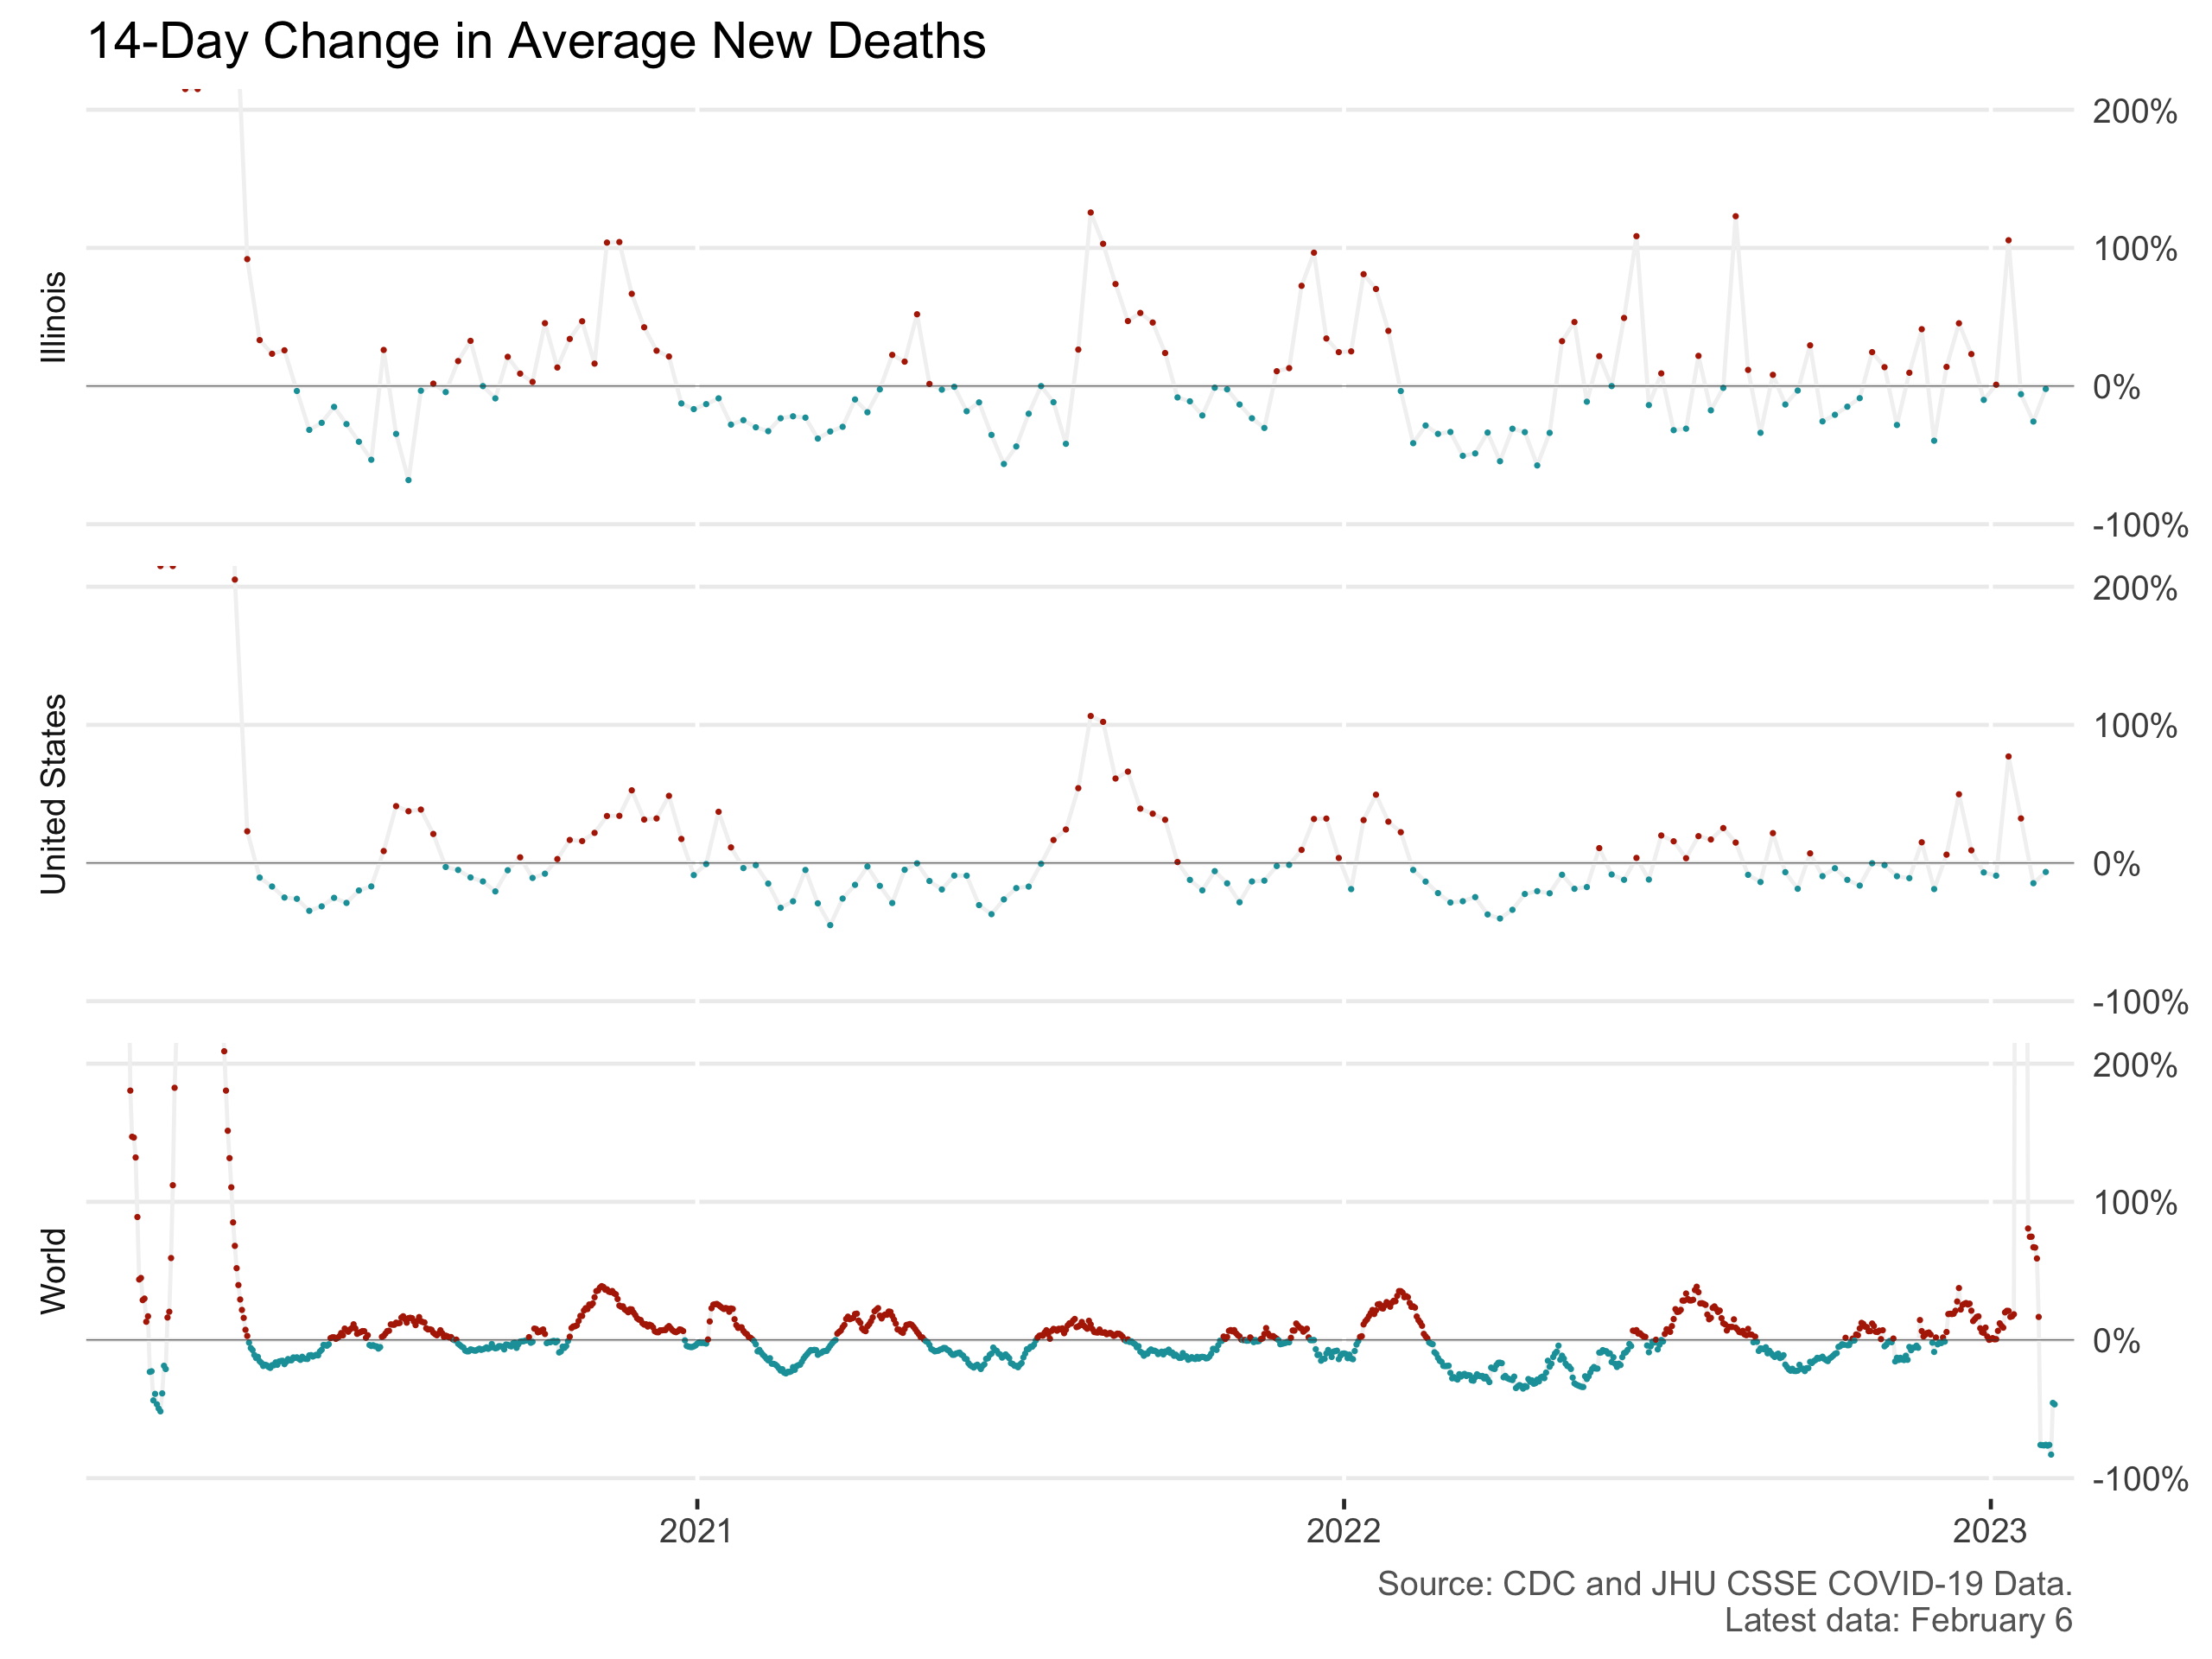 14-Day Change in Average New Deaths
Illinois
200%
100%
0%
-100%
United States
200%
100%
0%
-100%
World
200%
100%
0%
-100%
2021
2022
2023
Source: CDC and JHU CSSE COVID-19 Data.
Latest data: February 6